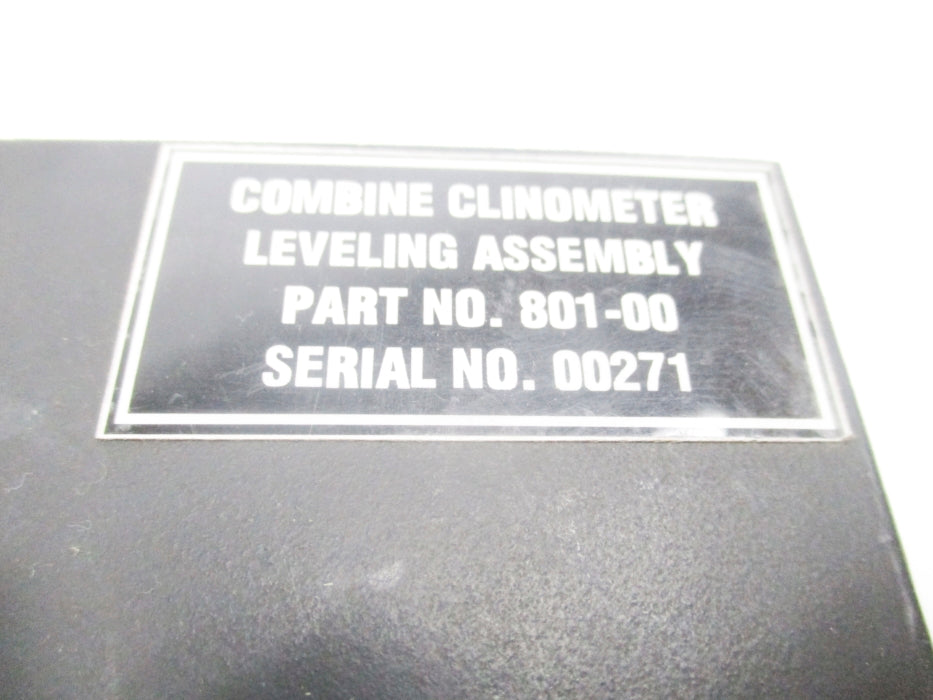 COMBINE CLINOMETER
LEVELING ASSEMBLY
PART NO. 801-00
SERIAL NO. 00271